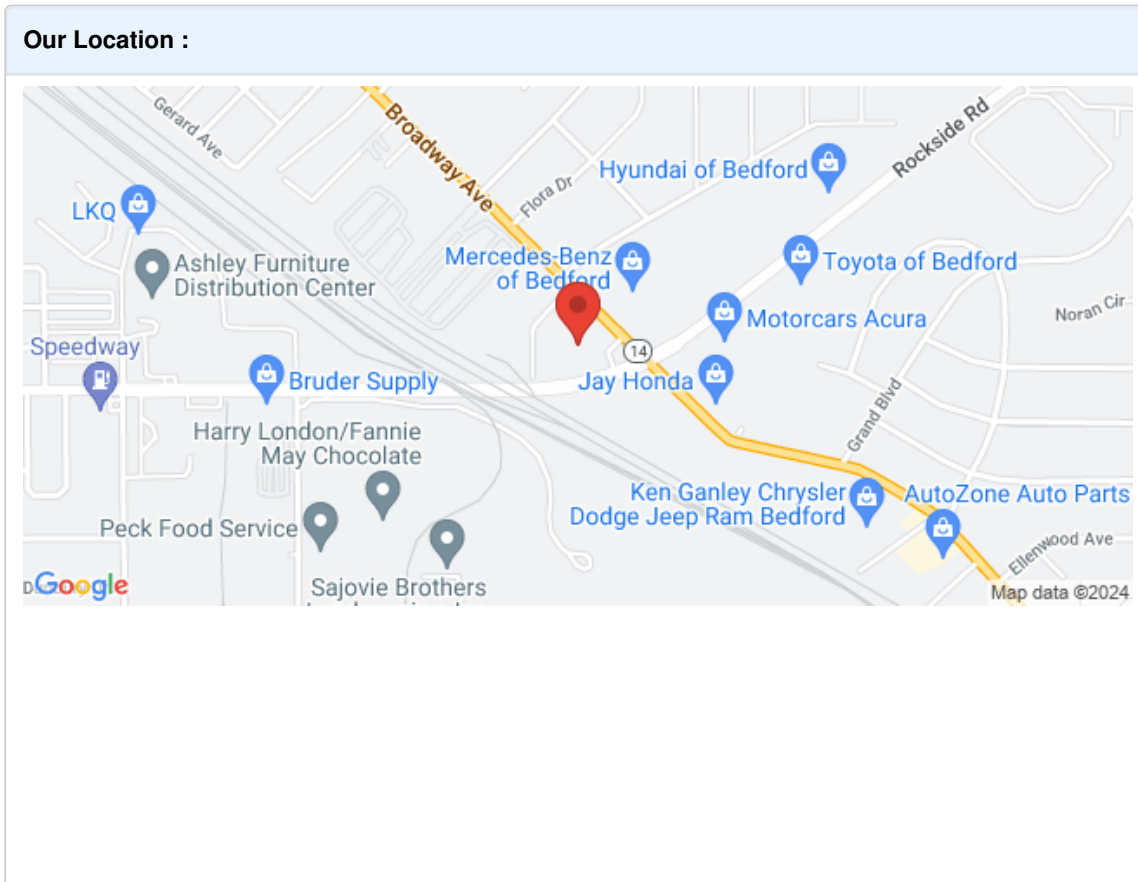 Our Location :
Gerard Ave
Broadway Ave
Flora Dr
Rockside Rd
Hyundai of Bedford
LKQ
Mercedes-Benz
of Bedford
Ashley Furniture
Distribution Center
Toyota of Bedford
Noran Cir
Motorcars Acura
Speedway
14
Bruder Supply
Jay Honda
Grand Blvd
Harry London/Fannie
May Chocolate
Ken Ganley Chrysler
Dodge Jeep Ram Bedford
AutoZone Auto Parts
Peck Food Service
Ellenwood Ave
Sajovie Brothers
Google
Map data ©2024